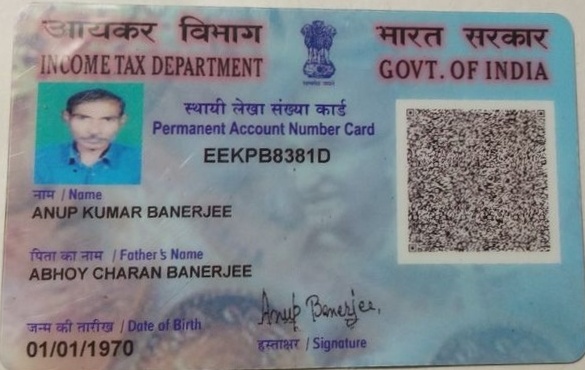 आयकर विभाग
INCOME TAX DEPARTMENT
भारत सरकार
GOVT. OF INDIA
स्थायी लेखा संख्या कार्ड
Permanent Account Number Card
EEKPB8381D
नाम / Name
ANUP KUMAR BANERJEE
पिता का नाम / Father's Name
ABHOY CHARAN BANERJEE
जन्म की तारीख / Date of Birth
01/01/1970
Anup Banerjee.
हस्ताक्षर / Signature